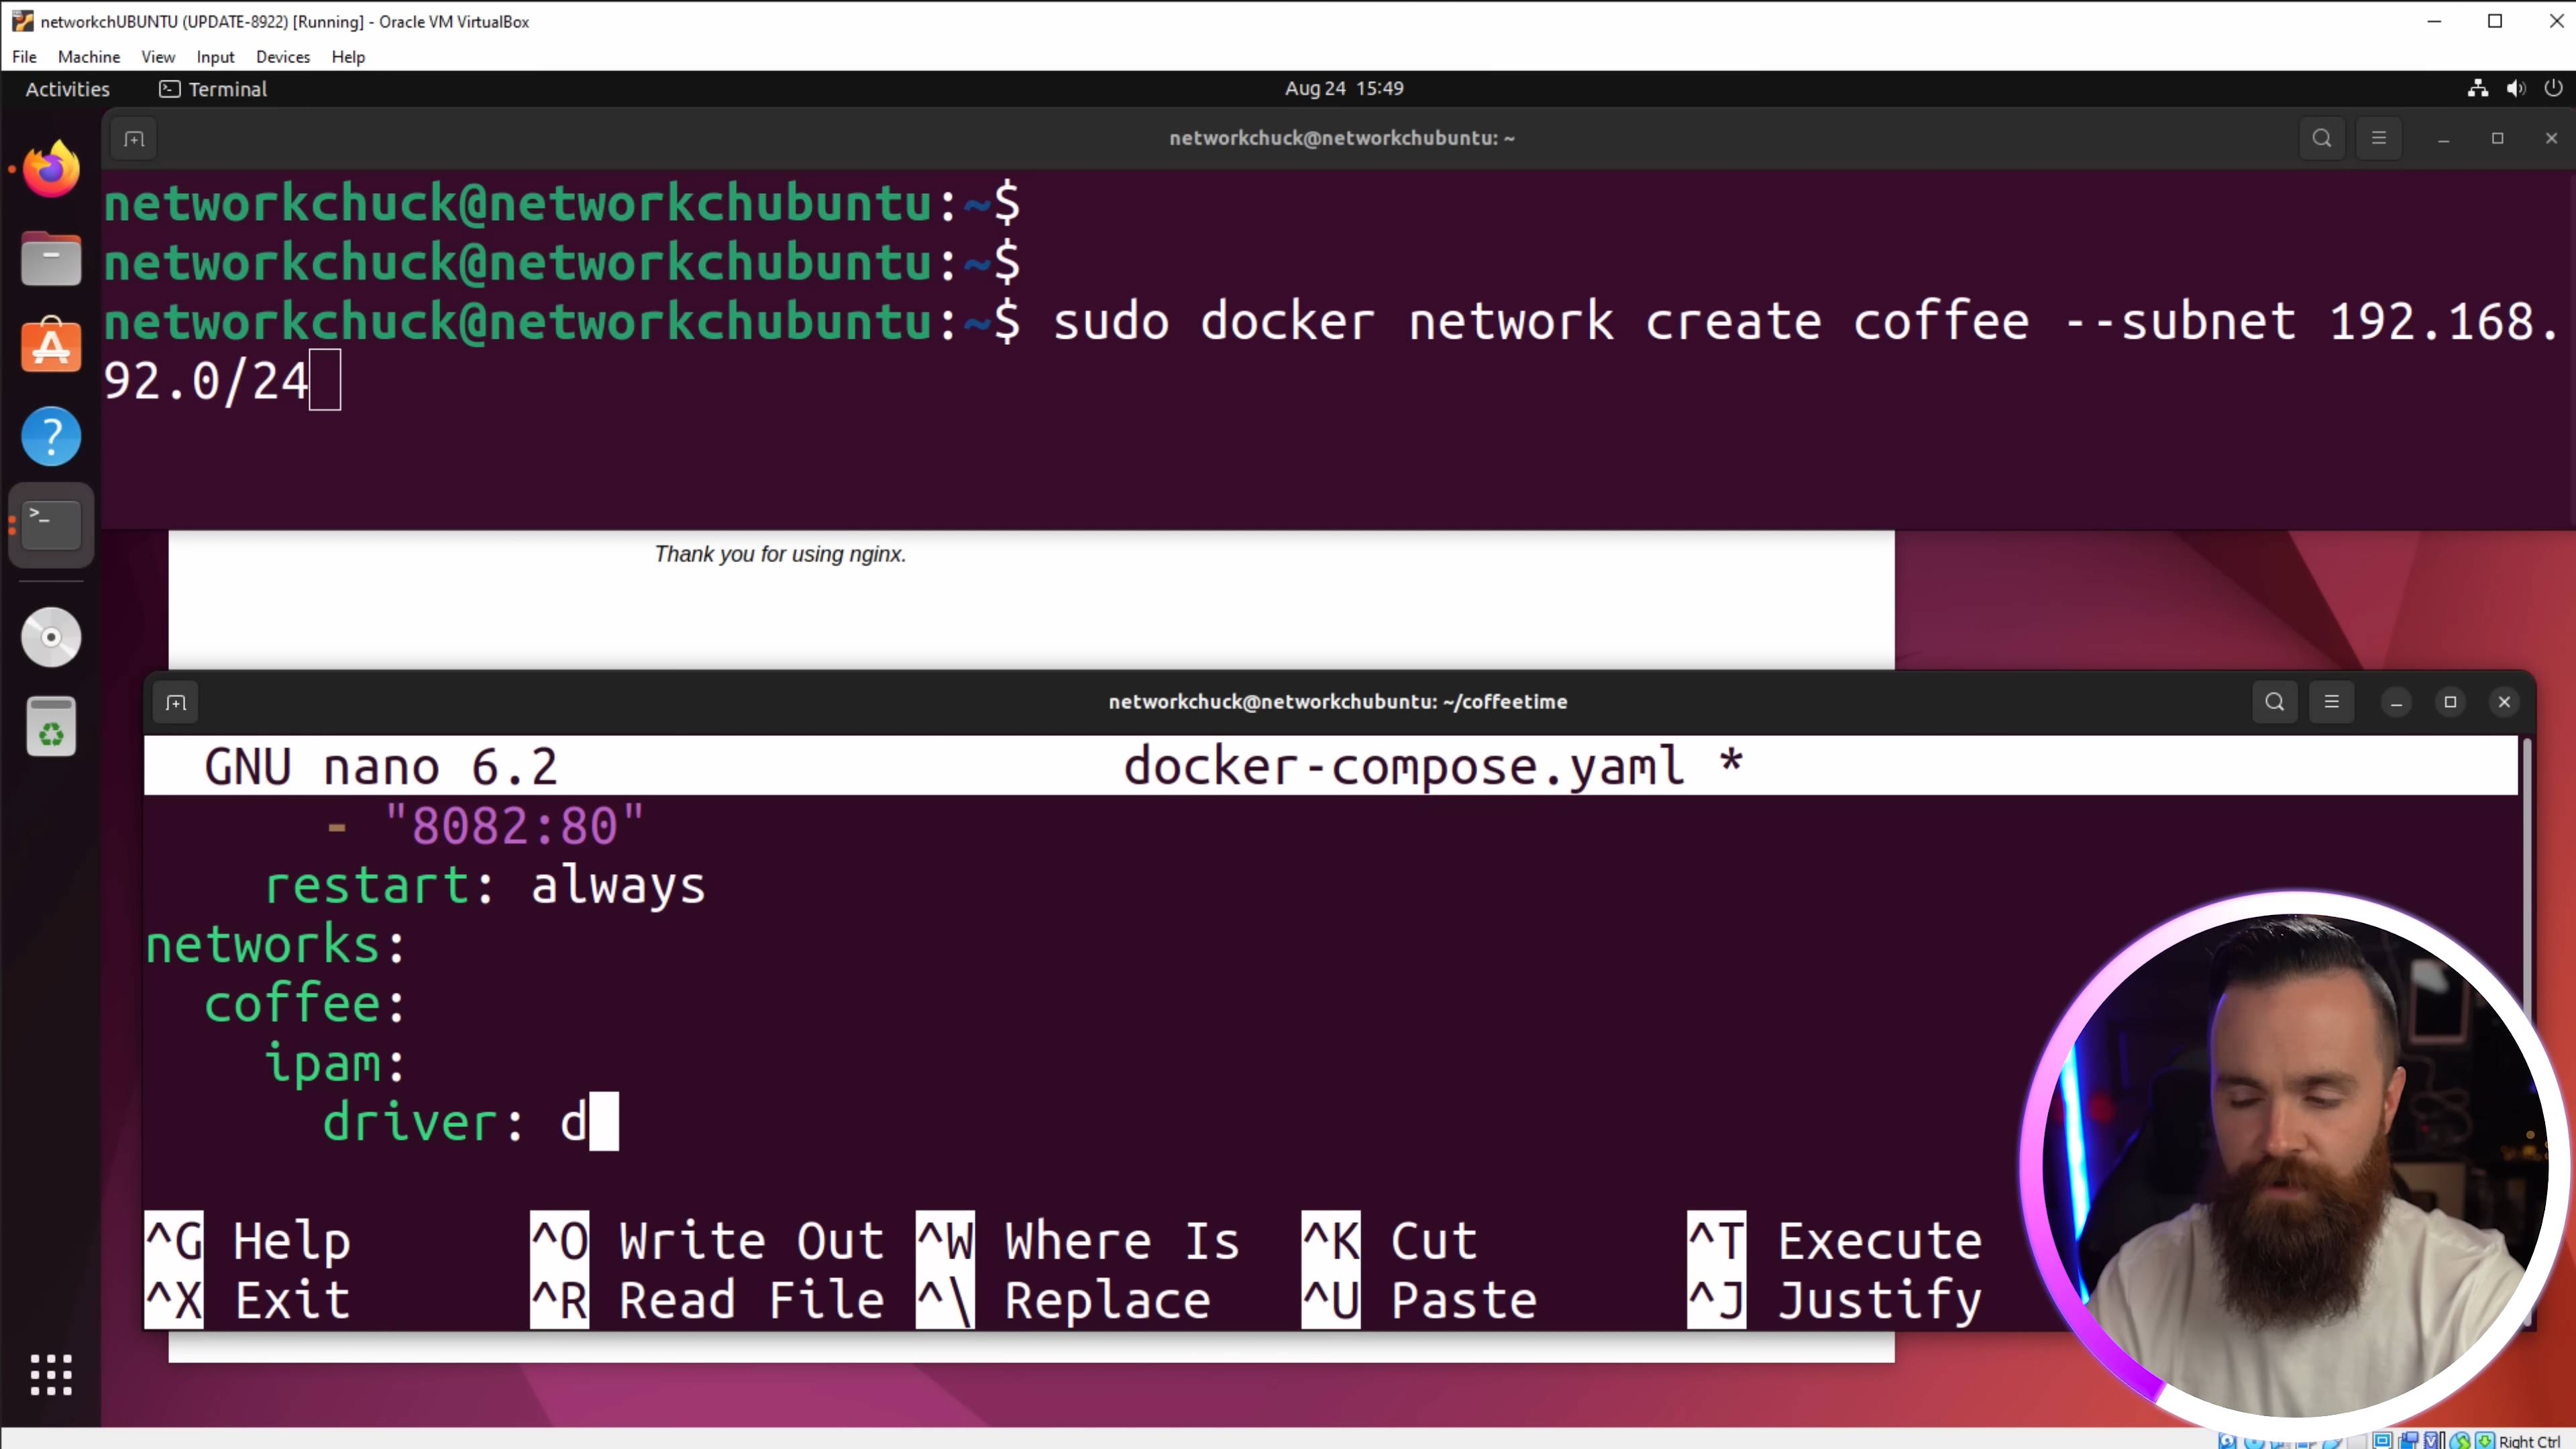 networkchUBUNTU (UPDATE-8922) [Running] - Oracle VM VirtualBox
File Machine View Input Devices Help
Activities Terminal Aug 24 15:49
networkchuck@networkchubuntu: ~
networkchuck@networkchubuntu:~$
networkchuck@networkchubuntu:~$
networkchuck@networkchubuntu:~$ sudo docker network create coffee --subnet 192.168.
92.0/24
Thank you for using nginx.
networkchuck@networkchubuntu: ~/coffeetime
GNU nano 6.2 docker-compose.yaml *
- "8082:80"
restart: always
networks:
coffee:
ipam:
driver: d
^G Help ^O Write Out ^W Where Is ^K Cut ^T Execute
^X Exit ^R Read File ^\ Replace ^U Paste ^J Justify
Right Ctrl